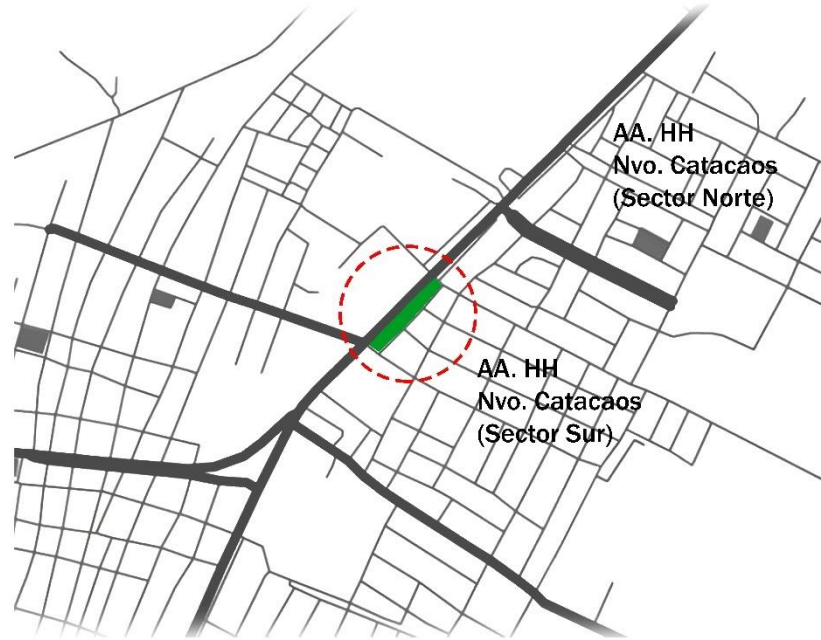 AA. HH
Nvo. Catacaos
(Sector Norte)
AA. HH
Nvo. Catacaos
(Sector Sur)